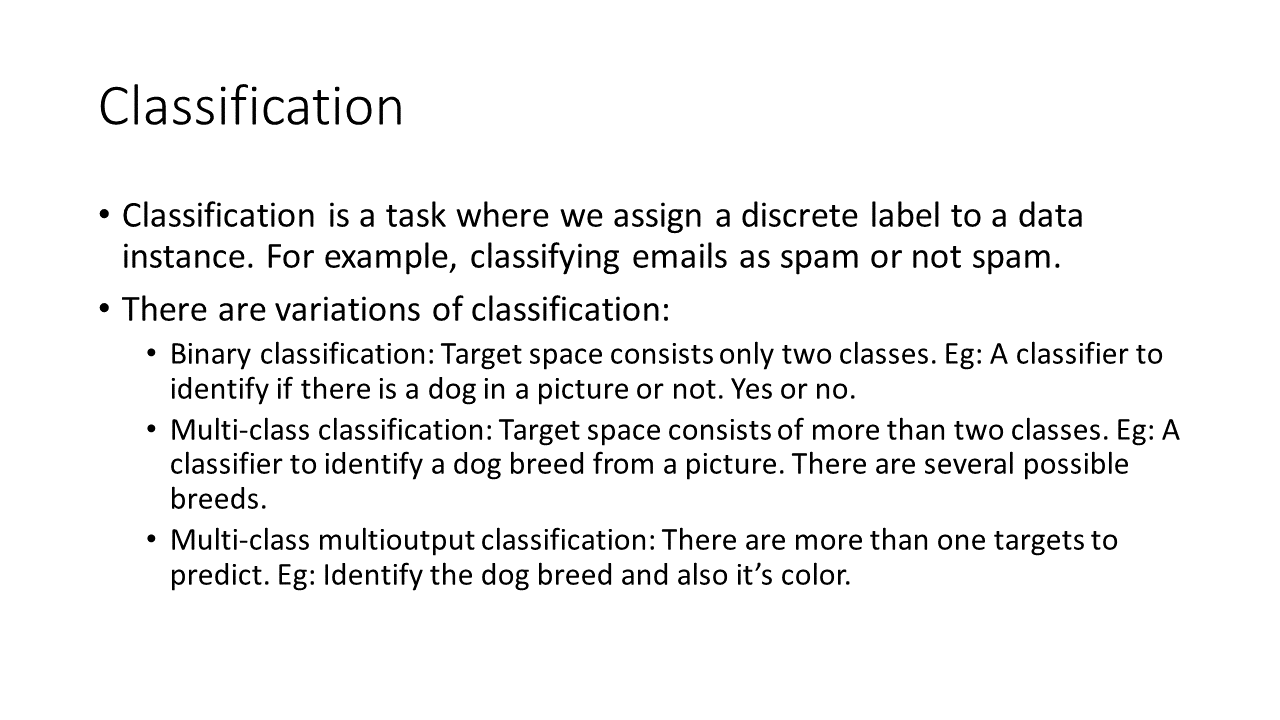 Classification
• Classification is a task where we assign a discrete label to a data
instance. For example, classifying emails as spam or not spam.
• There are variations of classification:
• Binary classification: Target space consists only two classes. Eg: A classifier to
identify if there is a dog in a picture or not. Yes or no.
• Multi-class classification: Target space consists of more than two classes. Eg: A
classifier to identify a dog breed from a picture. There are several possible
breeds.
• Multi-class multioutput classification: There are more than one targets to
predict. Eg: Identify the dog breed and also it’s color.